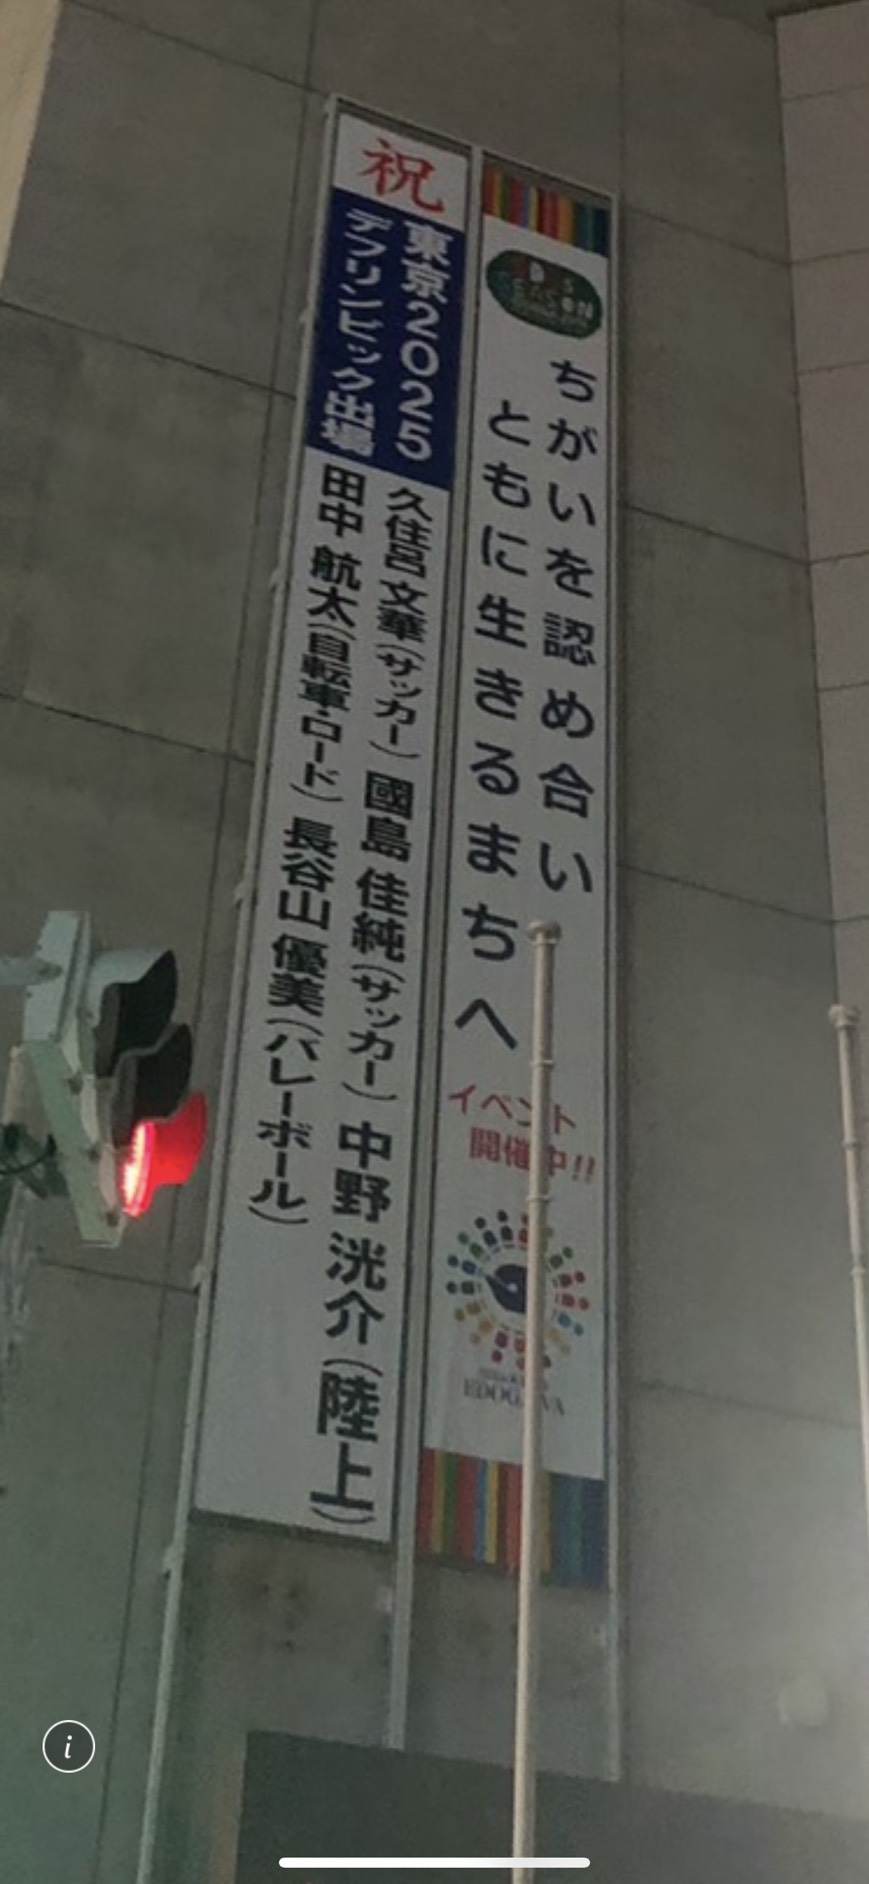 祝
東京2025
デフリンピック出場
久住呂 文華(サッカー) 國島 佳純(サッカー) 中野 洸介(陸上)
田中 航太(自転車・ロード) 長谷山 優美(バレーボール)
ちがいを認め合い
ともに生きるまちへ
イベント
開催中!!
EDOGAWA
i